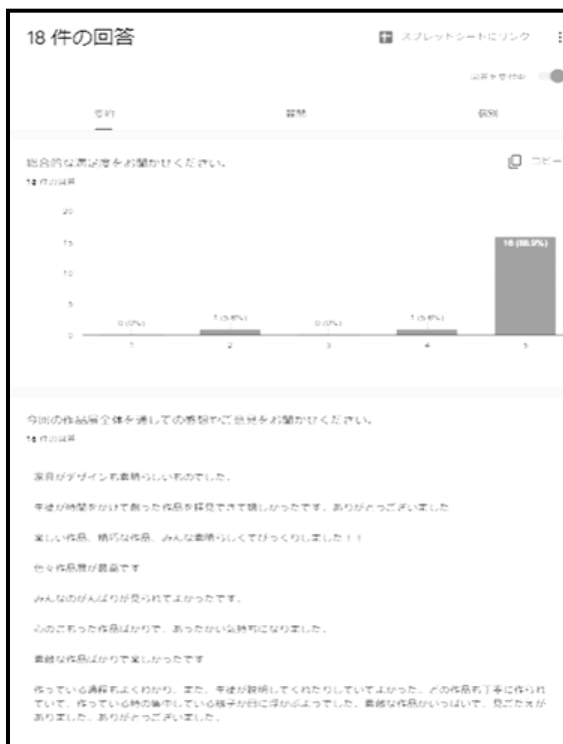 18 件の回答
スプレッドシートにリンク
回答を受付中
要約
質問
個別
総合的な満足度をお聞かせください。
コピー
18 件の回答
20
15
10
5
0
0 (0%)
1 (5.6%)
0 (0%)
1 (5.6%)
16 (88.9%)
1
2
3
4
5
今回の作品展全体を通しての感想やご意見をお聞かせください。
18 件の回答
家具がデザインも素晴らしいものでした。
生徒が時間をかけて創った作品を拝見できて嬉しかったです。ありがとうございました
楽しい作品、精巧な作品、みんな素晴らしくてびっくりしました！！
色々作品展が最高です
みんなのがんばりが見られてよかったです。
心のこもった作品ばかりで、あったかい気持ちになりました。
素敵な作品ばかりで楽しかったです
作っている過程もよくわかり、また、生徒が説明してくれたりしていてよかった。どの作品も丁寧に作られ
ていて、作っている時の集中している様子が目に浮かぶようでした。素敵な作品がいっぱいで、見ごたえが
ありました。ありがとうございました。